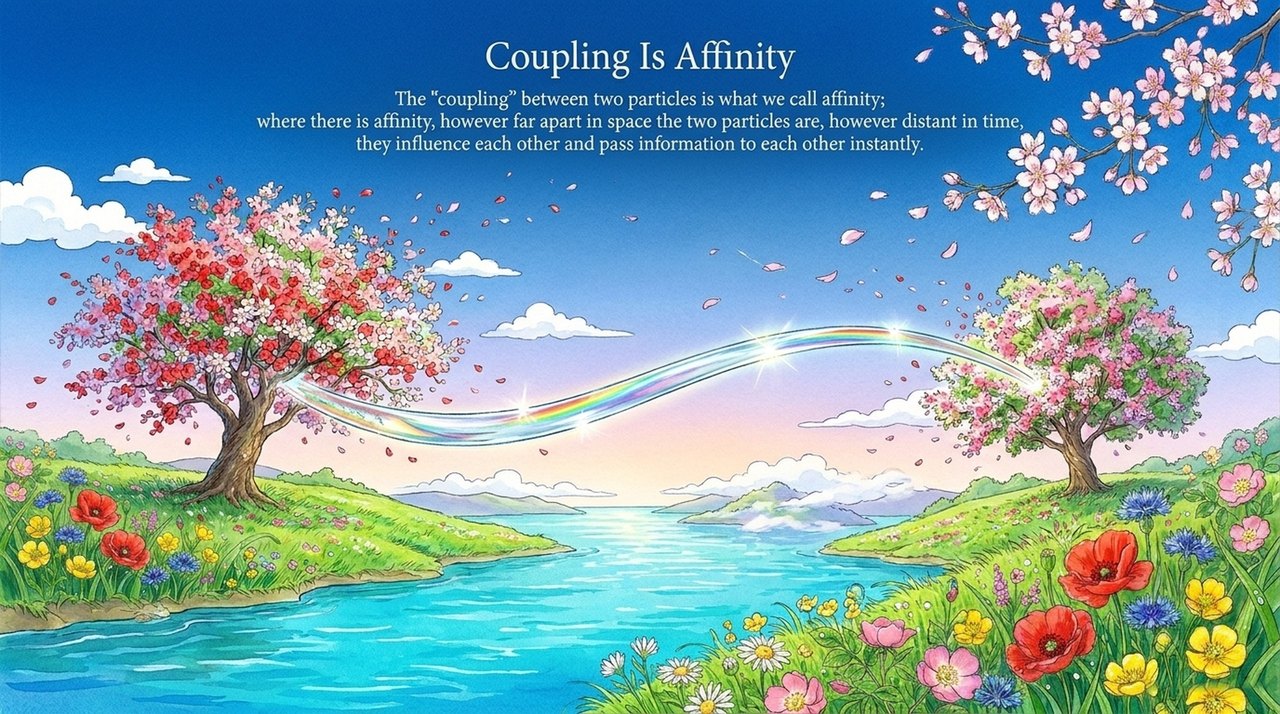 Coupling Is Affinity
The "coupling" between two particles is what we call affinity;
where there is affinity, however far apart in space the two particles are, however distant in time,
they influence each other and pass information to each other instantly.